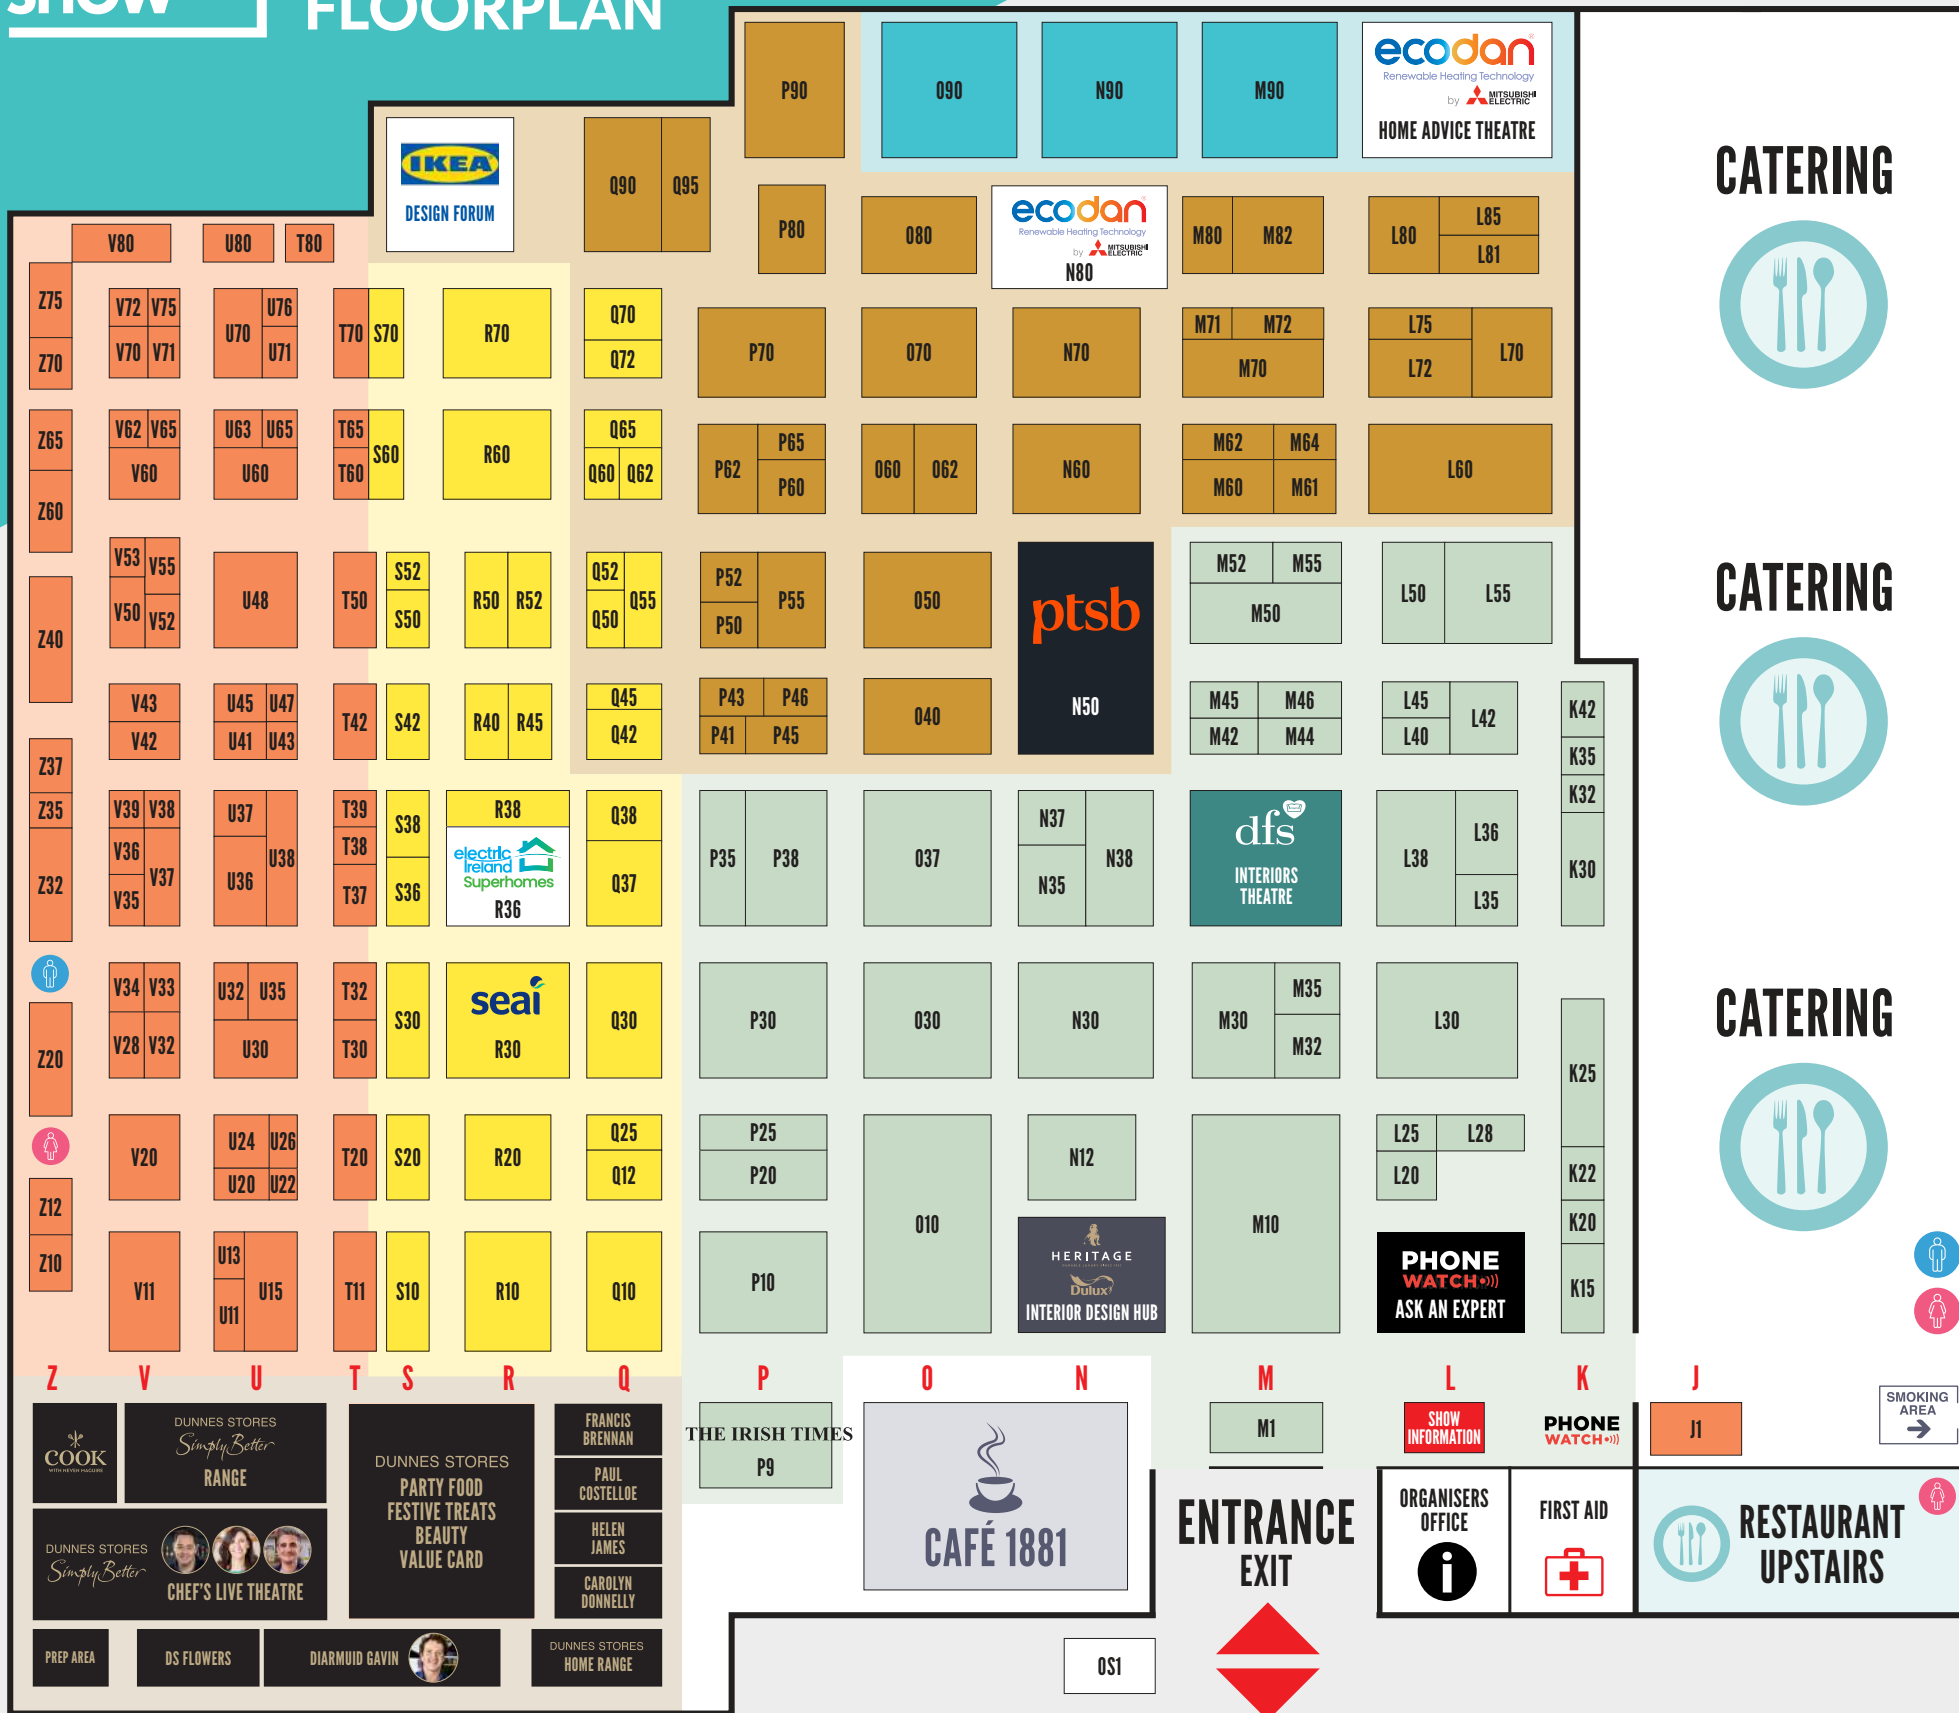 SHOW
FLOORPLAN
P90
O90
N90
M90
ecodan
Renewable Heating Technology
by MITSUBISHI ELECTRIC
HOME ADVICE THEATRE
CATERING
IKEA
DESIGN FORUM
Q90 Q95
P80
O80
ecodan
Renewable Heating Technology
by MITSUBISHI ELECTRIC
N80
M80 M82
L80 L85
L81
V80 U80 T80
Z75
Z70
V72 V75
V70 V71
U70 U76
U71
T70 S70
R70
Q70
Q72
P70
O70
N70
M71 M72
M70
L75
L72 L70
Z65
Z60
V62 V65
V60
U63 U65
U60
T65
T60
S60
R60
Q65
Q60 Q62
P62 P65
P60
O60 O62
N60
M62 M64
M60 M61
L60
CATERING
Z40
V53 V55
V50 V52
U48
T50
S52
S50
R50 R52
Q52
Q50 Q55
P52
P50 P55
O50
ptsb
N50
M52 M55
M50
L50 L55
V43
V42
U45 U47
U41 U43
T42
S42
R40 R45
Q45
Q42
P43 P46
P41 P45
O40
M45 M46
M42 M44
L45
L40 L42
K42
K35
K32
K30
Z37
Z35
Z32
V39 V38
V36
V35 V37
U37
U36 U38
T39
T38
T37
S38
S36
R38
electric
ireland
Superhomes
R36
Q38
Q37
P35 P38
O37
N37
N35 N38
dfs
INTERIORS
THEATRE
L38 L36
L35
CATERING
Z20
V34 V33
V28 V32
U32 U35
U30
T32
T30
S30
seai
R30
Q30
P30
O30
N30
M30 M35
M32
L30
K25
K22
K20
K15
Z12
Z10
V20
U24 U26
U20 U22
T20
S20
R20
Q25
Q12
P25
P20
O10
N12
M10
L25 L28
L20
V11
U13
U11 U15
T11
S10
R10
Q10
P10
HERITAGE
Dulux
INTERIOR DESIGN HUB
PHONE
WATCH
ASK AN EXPERT
Z V U T S R Q P O N M L K J
COOK
WITH NEVEN MAGUIRE
DUNNES STORES
Simply Better
RANGE
DUNNES STORES
PARTY FOOD
FESTIVE TREATS
BEAUTY
VALUE CARD
FRANCIS
BRENNAN
PAUL
COSTELLOE
HELEN
JAMES
CAROLYN
DONNELLY
THE IRISH TIMES
P9
CAFÉ 1881
M1
SHOW
INFORMATION
PHONE
WATCH
J1
SMOKING
AREA
DUNNES STORES
Simply Better
CHEF'S LIVE THEATRE
ENTRANCE
EXIT
ORGANISERS
OFFICE
i
FIRST AID
RESTAURANT
UPSTAIRS
PREP AREA
DS FLOWERS
DIARMUID GAVIN
DUNNES STORES
HOME RANGE
OS1